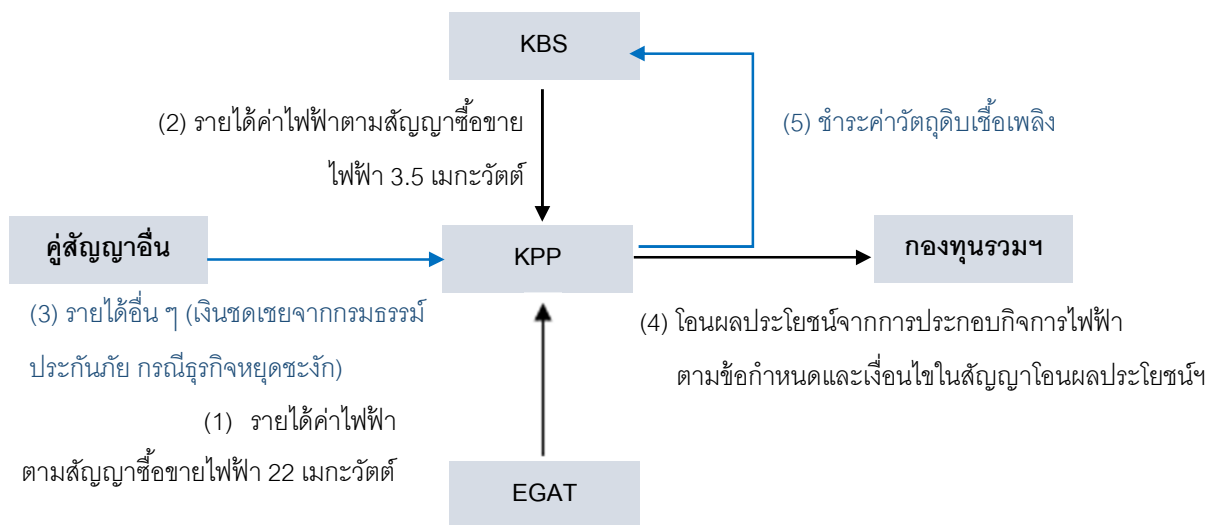 KBS
(2) รายได้ค่าไฟฟ้าตามสัญญาซื้อขาย
ไฟฟ้า 3.5 เมกะวัตต์
(5) ชำระค่าวัตถุดิบเชื้อเพลิง
คู่สัญญาอื่น
KPP
กองทุนรวมฯ
(3) รายได้อื่น ๆ (เงินชดเชยจากกรมธรรม์
ประกันภัย กรณีธุรกิจหยุดชะงัก)
(4) โอนผลประโยชน์จากการประกอบกิจการไฟฟ้า
ตามข้อกำหนดและเงื่อนไขในสัญญาโอนผลประโยชน์ฯ
(1) รายได้ค่าไฟฟ้า
ตามสัญญาซื้อขายไฟฟ้า 22 เมกะวัตต์
EGAT